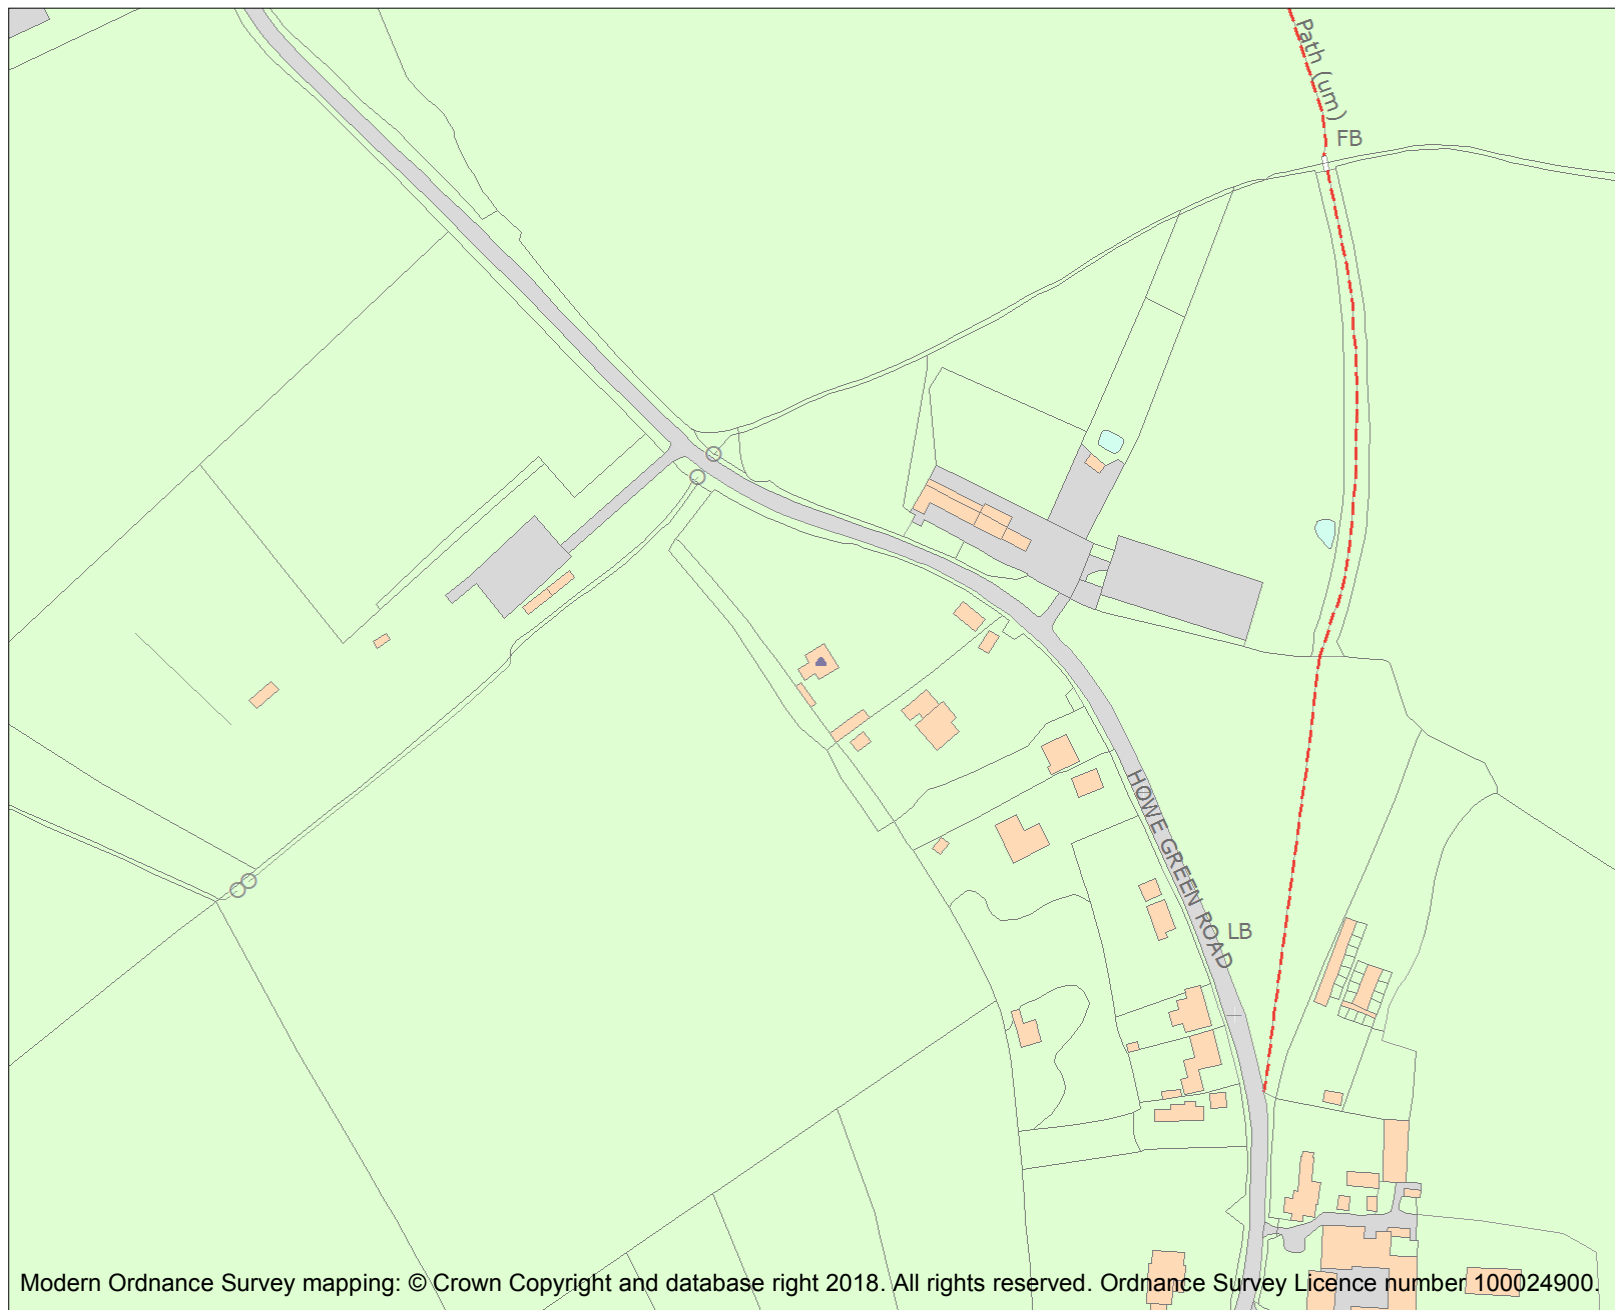 Path (um)
FB
HOWE GREEN ROAD
LB
Modern Ordnance Survey mapping: © Crown Copyright and database right 2018. All rights reserved. Ordnance Survey Licence number 100024900.